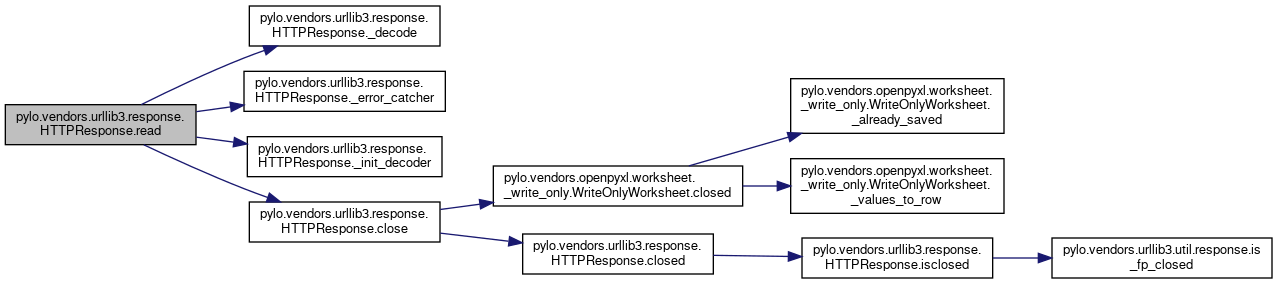 pylo.vendors.urllib3.response.
HTTPResponse.read
pylo.vendors.urllib3.response.
HTTPResponse._decode
pylo.vendors.urllib3.response.
HTTPResponse._error_catcher
pylo.vendors.urllib3.response.
HTTPResponse._init_decoder
pylo.vendors.urllib3.response.
HTTPResponse.close
pylo.vendors.openpyxl.worksheet.
_write_only.WriteOnlyWorksheet.closed
pylo.vendors.openpyxl.worksheet.
_write_only.WriteOnlyWorksheet.
_already_saved
pylo.vendors.openpyxl.worksheet.
_write_only.WriteOnlyWorksheet.
_values_to_row
pylo.vendors.urllib3.response.
HTTPResponse.closed
pylo.vendors.urllib3.response.
HTTPResponse.isclosed
pylo.vendors.urllib3.util.response.is
_fp_closed